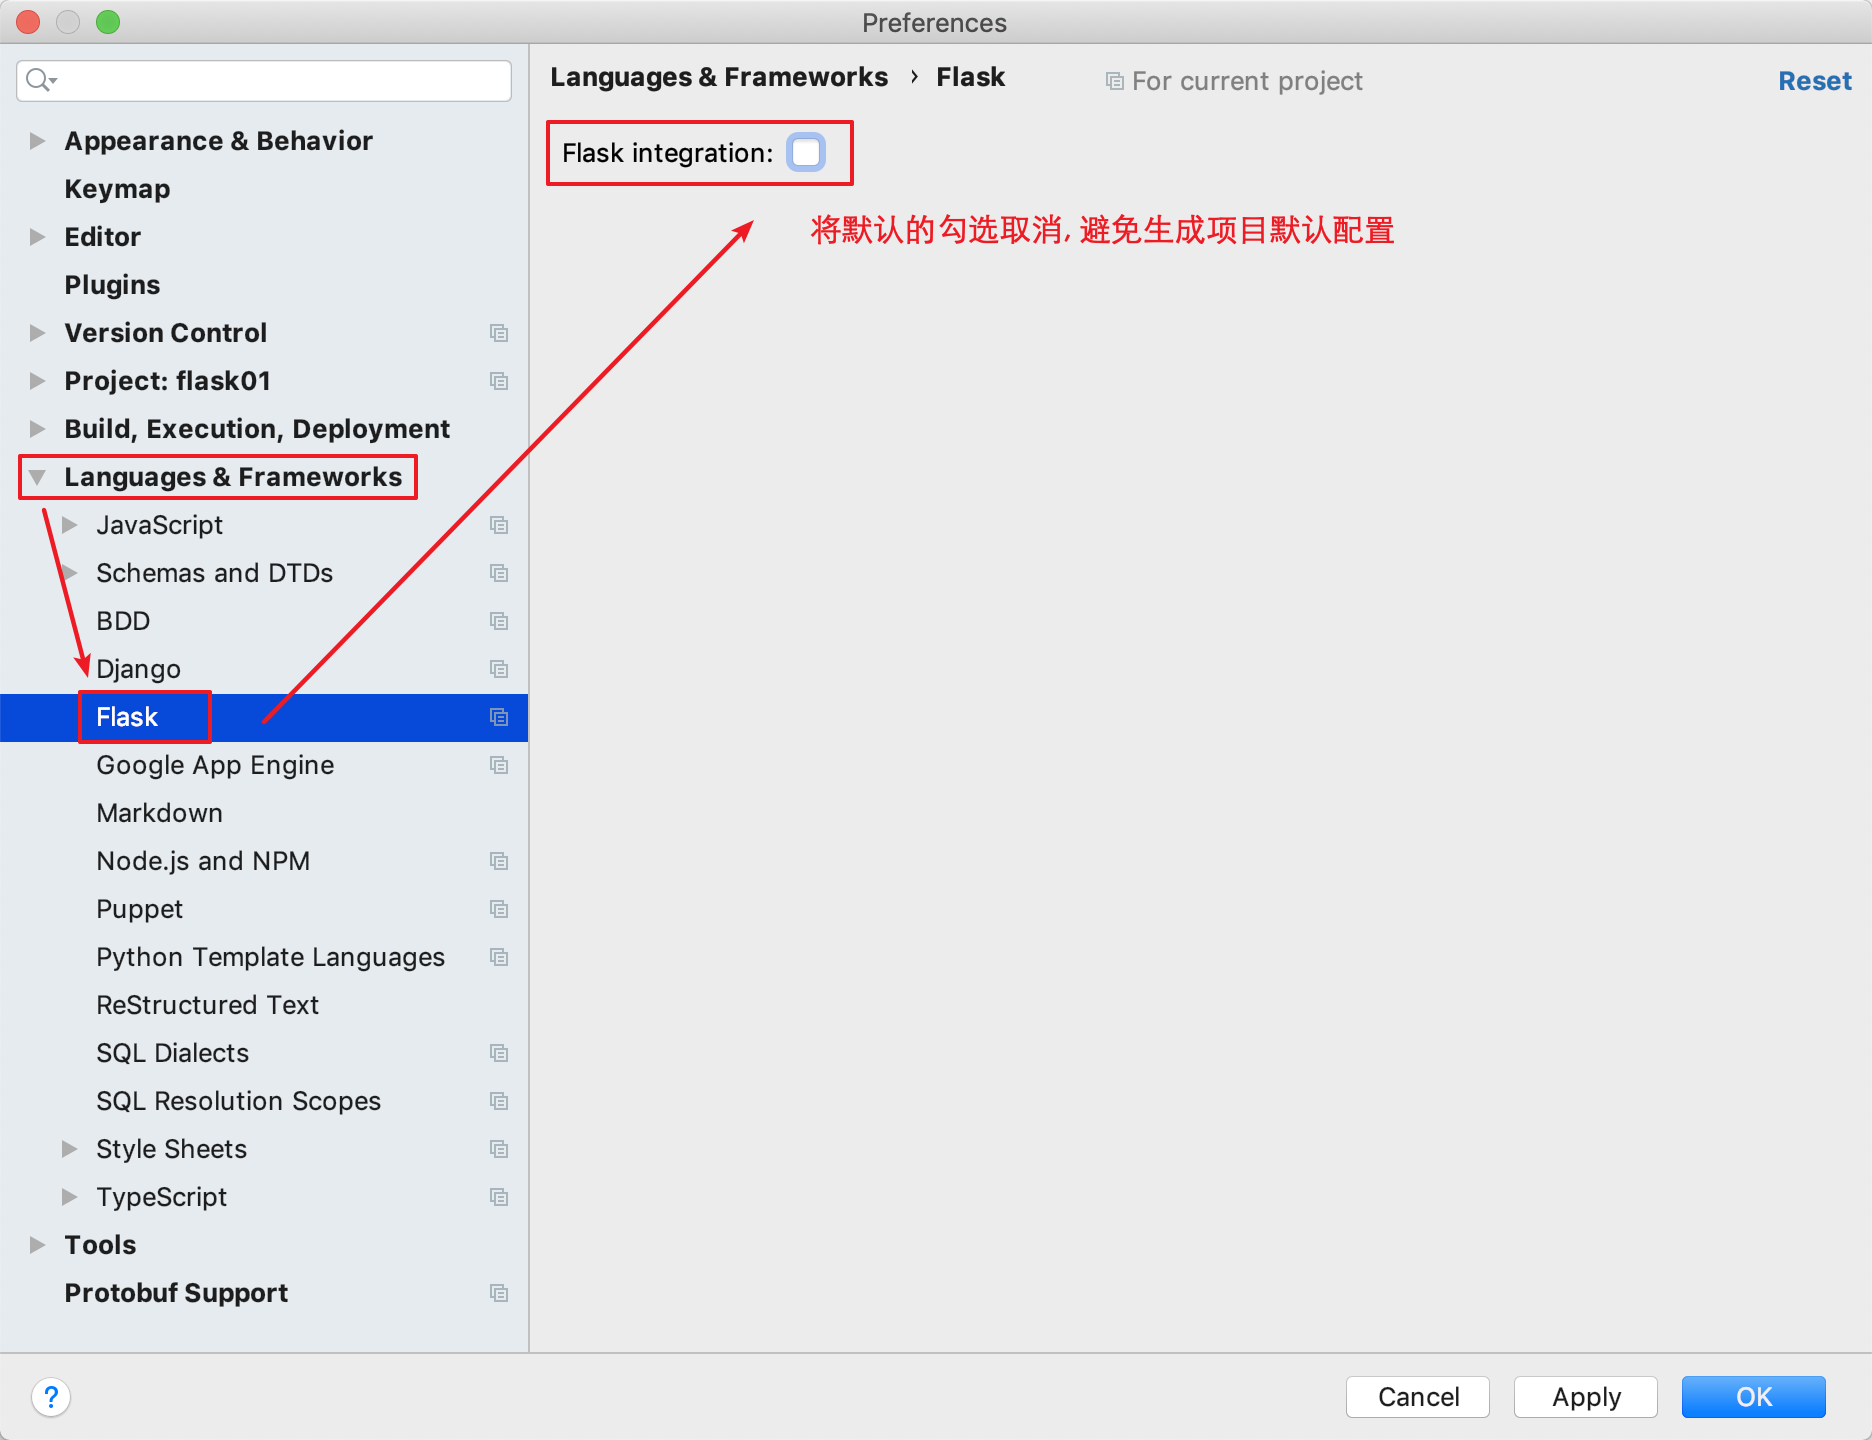 Preferences
Languages & Frameworks › Flask
For current project
Reset
Appearance & Behavior
Keymap
Editor
Plugins
Version Control
Project: flask01
Build, Execution, Deployment
Languages & Frameworks
JavaScript
Schemas and DTDs
BDD
Django
Flask
Google App Engine
Markdown
Node.js and NPM
Puppet
Python Template Languages
ReStructured Text
SQL Dialects
SQL Resolution Scopes
Style Sheets
TypeScript
Tools
Protobuf Support
Flask integration:
将默认的勾选取消, 避免生成项目默认配置
?
Cancel
Apply
OK